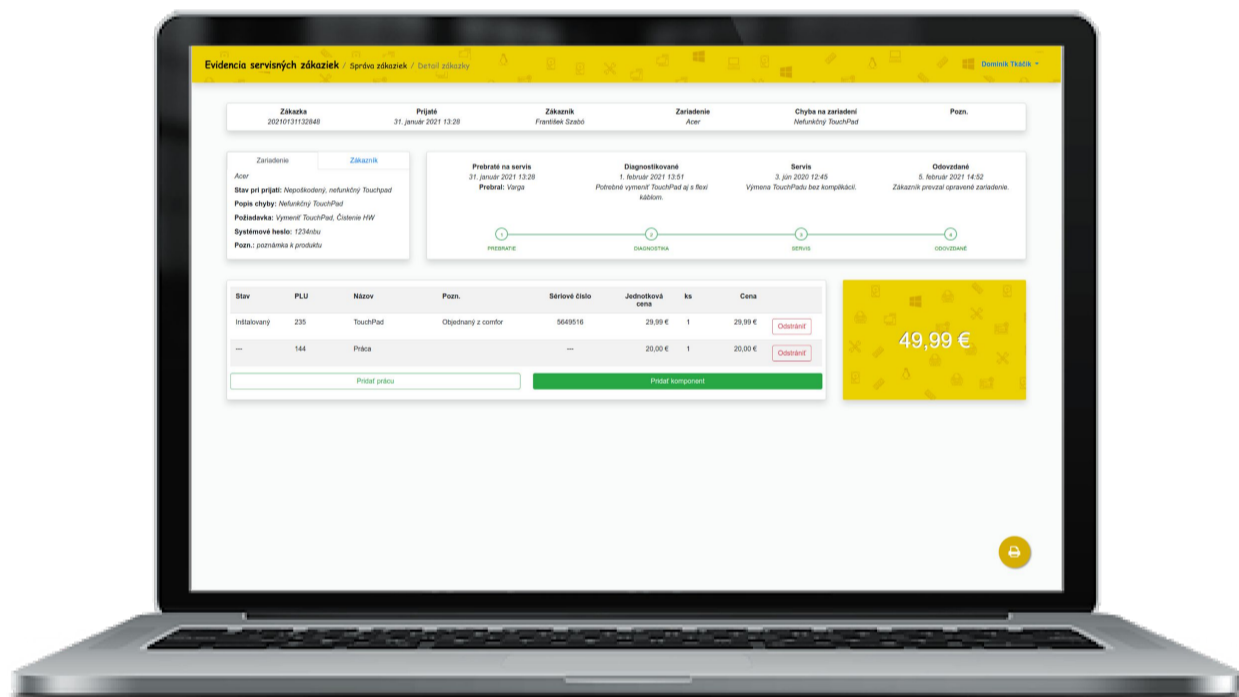 Evidencia servisných zákaziek / Správa zákaziek / Detail zákazky
Dominik Tkáčik
Zákazka Prijaté Zákazník Zariadenie Chyba na zariadení Pozn.
20210131132848 31. január 2021 13:28 František Szabó Acer Nefunkčný TouchPad
Zariadenie Zákazník
Acer
Stav pri prijatí: Nepoškodený, nefunkčný Touchpad
Popis chyby: Nefunkčný TouchPad
Požiadavka: Vymeniť TouchPad, Čistenie HW
Systémové heslo: 1234nbu
Pozn.: poznámka k produktu
Prebraté na servis Diagnostikované Servis Odovzdané
31. január 2021 13:28 1. február 2021 13:51 3. jún 2020 12:45 5. február 2021 14:52
Prebral: Varga Potrebné vymeniť TouchPad aj s flexi Výmena TouchPadu bez komplikácií. Zákazník prevzal opravené zariadenie.
káblom.
1 2 3 4
PREBRATIE DIAGNOSTIKA SERVIS ODOVZDANÉ
Stav PLU Názov Pozn. Sériové číslo Jednotková ks Cena
cena
Inštalovaný 235 TouchPad Objednaný z comfor 5649516 29,99 € 1 29,99 € Odstrániť
--- 144 Práca --- 20,00 € 1 20,00 € Odstrániť
Pridať prácu Pridať komponent
49,99 €